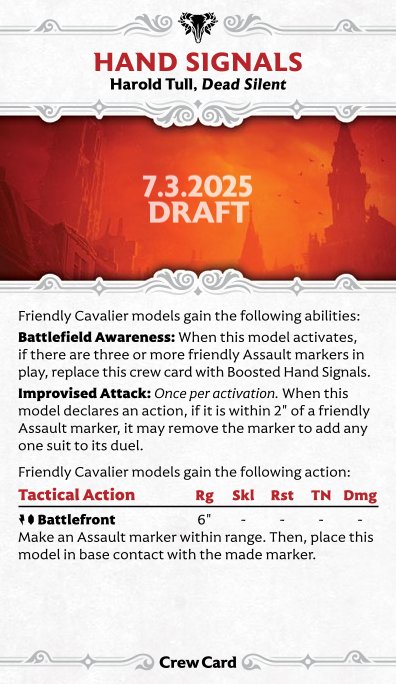 HAND SIGNALS
Harold Tull, Dead Silent
7.3.2025
DRAFT
Friendly Cavalier models gain the following abilities:
Battlefield Awareness: When this model activates,
if there are three or more friendly Assault markers in
play, replace this crew card with Boosted Hand Signals.
Improvised Attack: Once per activation. When this
model declares an action, if it is within 2" of a friendly
Assault marker, it may remove the marker to add any
one suit to its duel.
Friendly Cavalier models gain the following action:
Tactical Action Rg Skl Rst TN Dmg
Battlefront 6" - - - -
Make an Assault marker within range. Then, place this
model in base contact with the made marker.
Crew Card